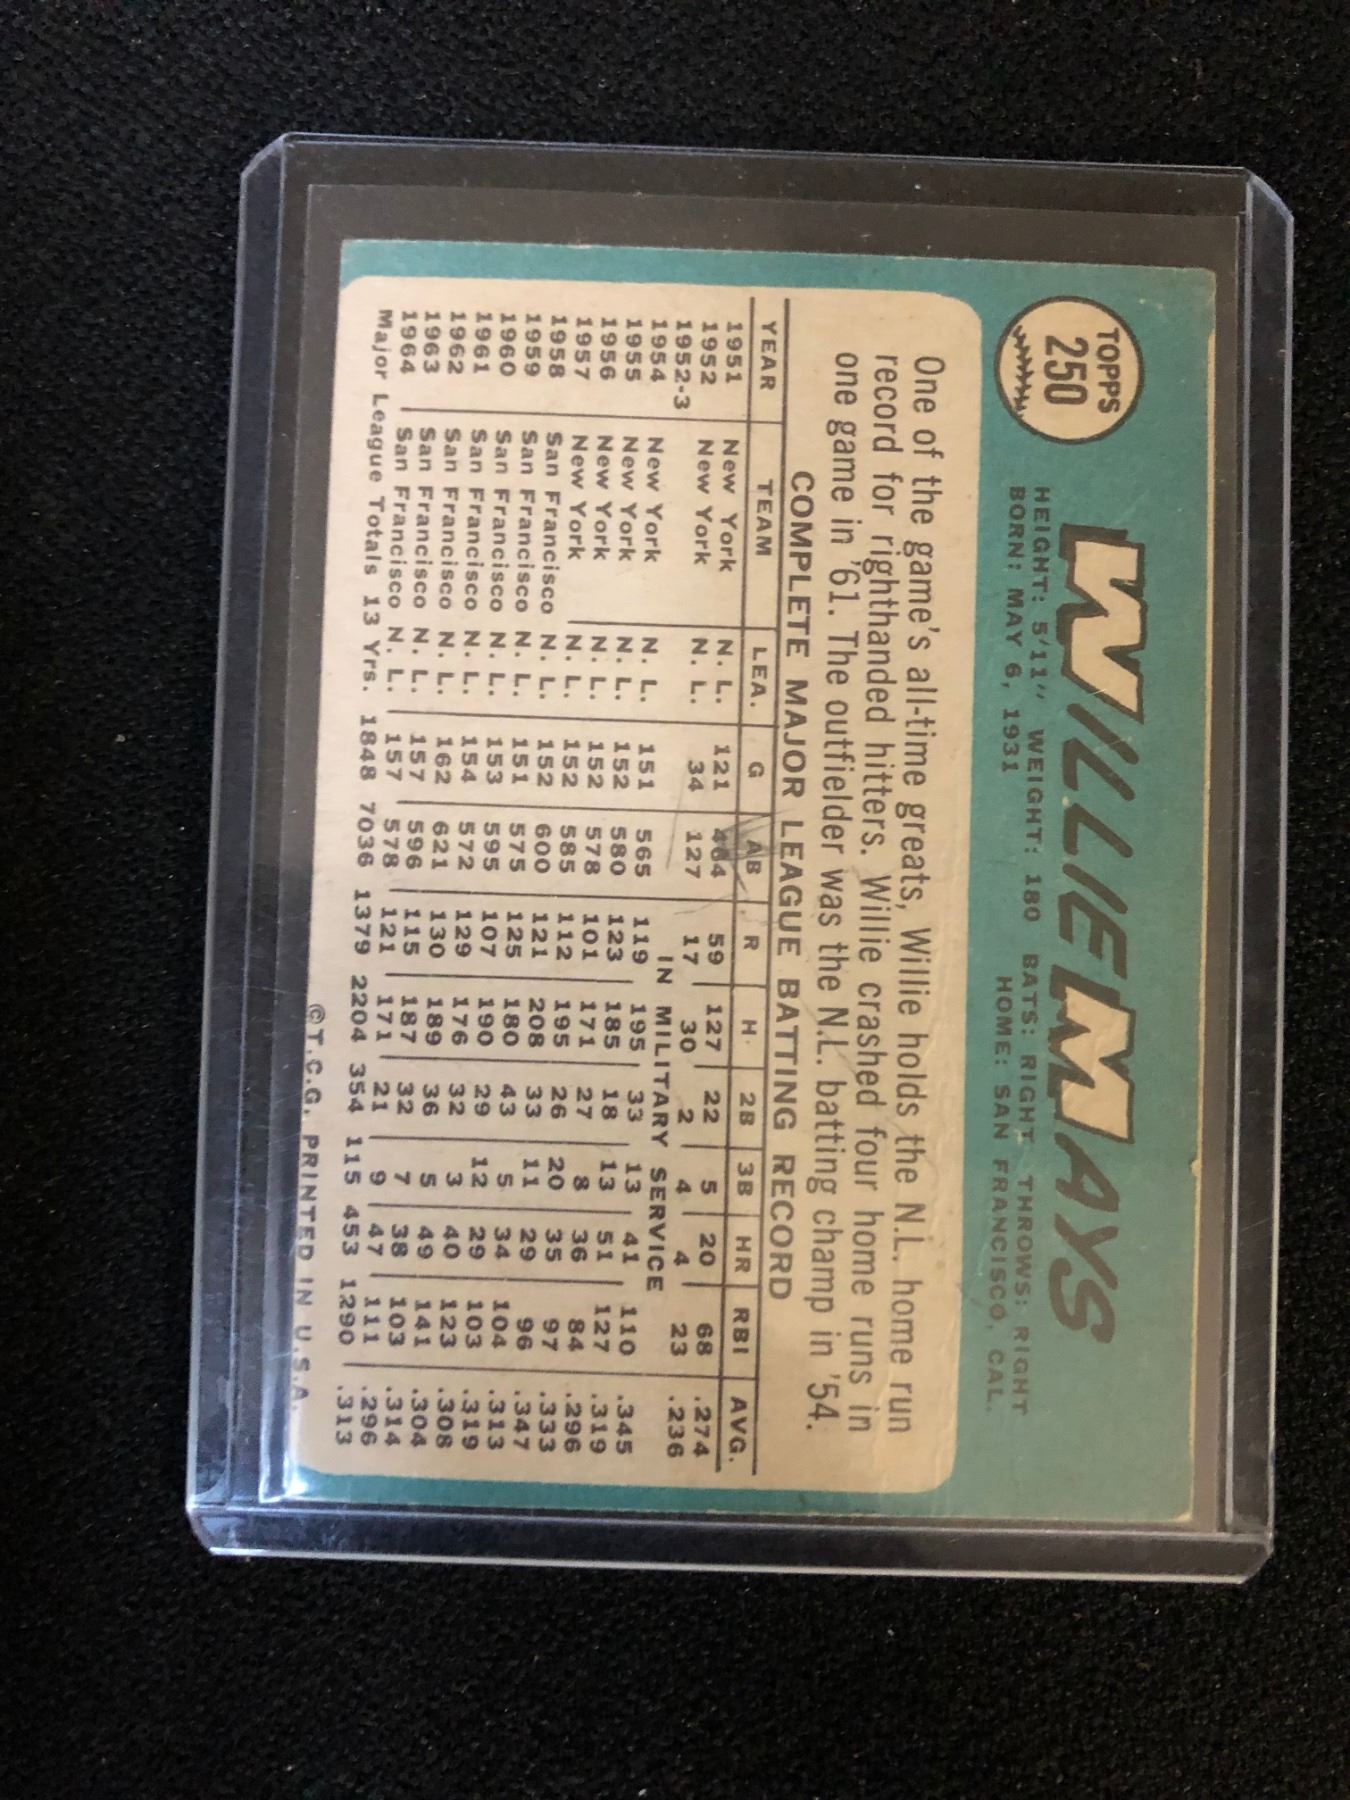 TOPPS
250
WILLIE MAYS
HEIGHT: 5'11" WEIGHT: 180 BATS: RIGHT THROWS: RIGHT
BORN: MAY 6, 1931 HOME: SAN FRANCISCO, CAL.
One of the game's all-time greats, Willie holds the N.L. home run
record for righthanded hitters. Willie crashed four home runs in
one game in '61. The outfielder was the N.L. batting champ in '54.
COMPLETE MAJOR LEAGUE BATTING RECORD
YEAR TEAM LEA. G AB R H 2B 3B HR RBI AVG.
1951 New York N. L. 121 464 59 127 22 5 20 68 .274
1952 New York N. L. 34 127 17 30 2 4 4 23 .236
1952-3 IN MILITARY SERVICE
1954 New York N. L. 151 565 119 195 33 13 41 110 .345
1955 New York N. L. 152 580 123 185 18 13 51 127 .319
1956 New York N. L. 152 578 101 171 27 8 36 84 .296
1957 New York N. L. 152 585 112 195 26 20 35 97 .333
1958 San Francisco N. L. 152 600 121 208 33 11 29 96 .347
1959 San Francisco N. L. 151 575 125 180 43 5 34 104 .313
1960 San Francisco N. L. 153 595 107 190 29 12 29 103 .319
1961 San Francisco N. L. 154 572 129 176 32 3 40 123 .308
1962 San Francisco N. L. 162 621 130 189 36 5 49 141 .304
1963 San Francisco N. L. 157 596 115 187 32 7 38 103 .314
1964 San Francisco N. L. 157 578 121 171 21 9 47 111 .296
Major League Totals 13 Yrs. 1848 7036 1379 2204 354 115 453 1290 .313
©T.C.G. PRINTED IN U.S.A.